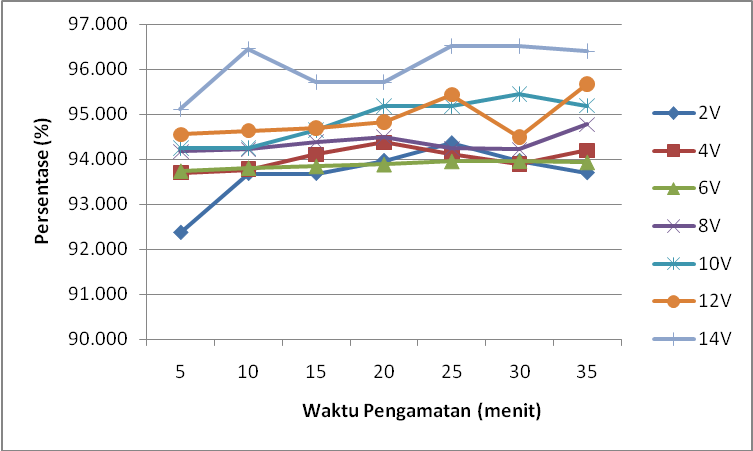 97.000
96.000
95.000
94.000
93.000
92.000
91.000
90.000
Persentase (%)
5 10 15 20 25 30 35
Waktu Pengamatan (menit)
2V
4V
6V
8V
10V
12V
14V